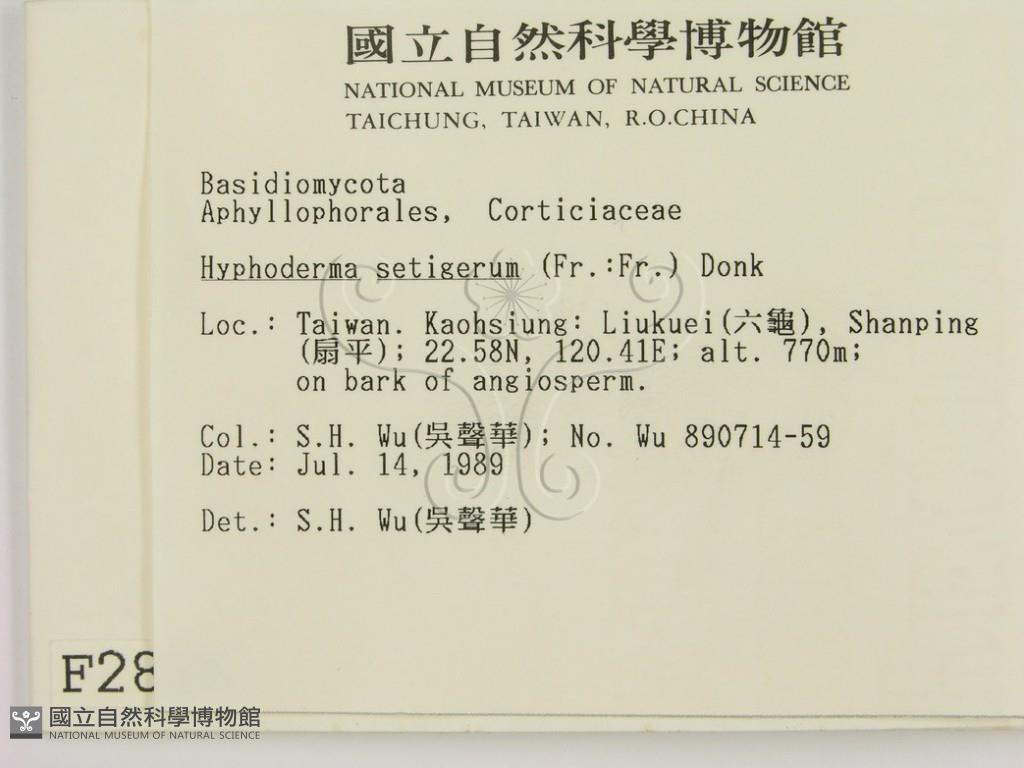 國立自然科學博物館
NATIONAL MUSEUM OF NATURAL SCIENCE
TAICHUNG, TAIWAN, R.O.CHINA
Basidiomycota
Aphyllophorales, Corticiaceae
Hyphoderma setigerum (Fr.:Fr.) Donk
Loc.: Taiwan. Kaohsiung: Liukuei(六龜), Shanping
(扇平); 22.58N, 120.41E; alt. 770m;
on bark of angiosperm.
Col.: S.H. Wu(吳聲華); No. Wu 890714-59
Date: Jul. 14, 1989
Det.: S.H. Wu(吳聲華)
F28
國立自然科學博物館
NATIONAL MUSEUM OF NATURAL SCIENCE